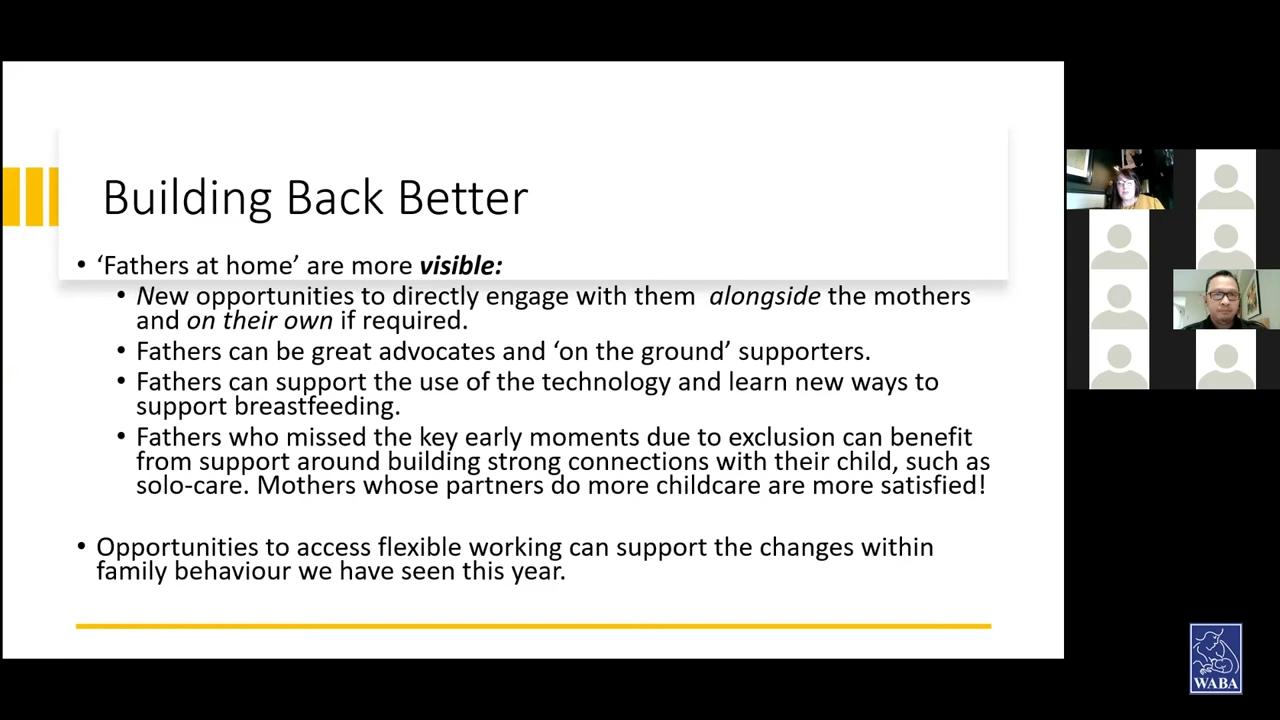 Building Back Better
• ‘Fathers at home’ are more visible:
• New opportunities to directly engage with them alongside the mothers
and on their own if required.
• Fathers can be great advocates and ‘on the ground’ supporters.
• Fathers can support the use of the technology and learn new ways to
support breastfeeding.
• Fathers who missed the key early moments due to exclusion can benefit
from support around building strong connections with their child, such as
solo-care. Mothers whose partners do more childcare are more satisfied!
• Opportunities to access flexible working can support the changes within
family behaviour we have seen this year.
WABA